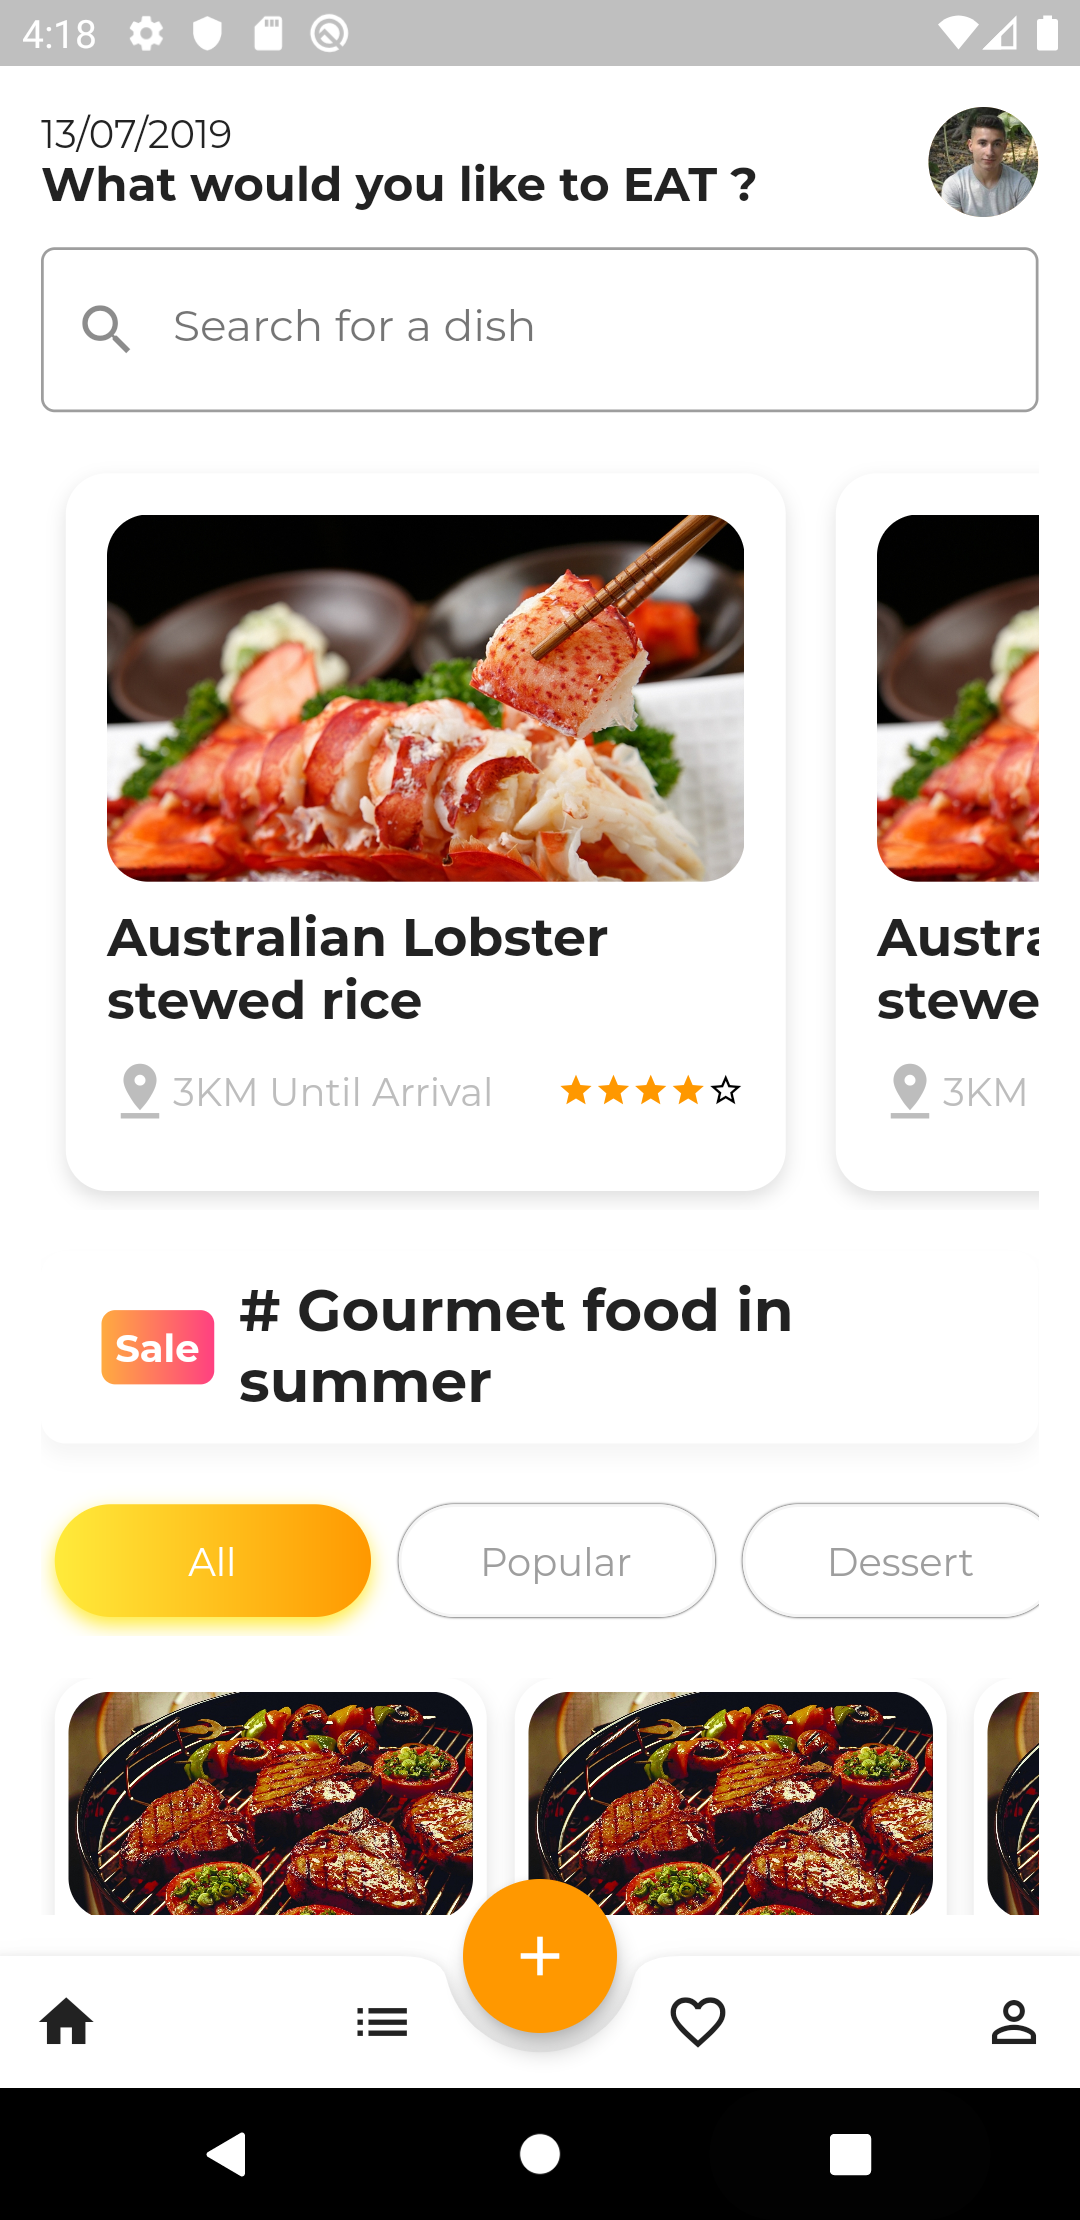 4:18
13/07/2019
What would you like to EAT ?
Search for a dish
Australian Lobster
stewed rice
3KM Until Arrival
Austra
stewe
3KM
Sale
# Gourmet food in
summer
All
Popular
Dessert